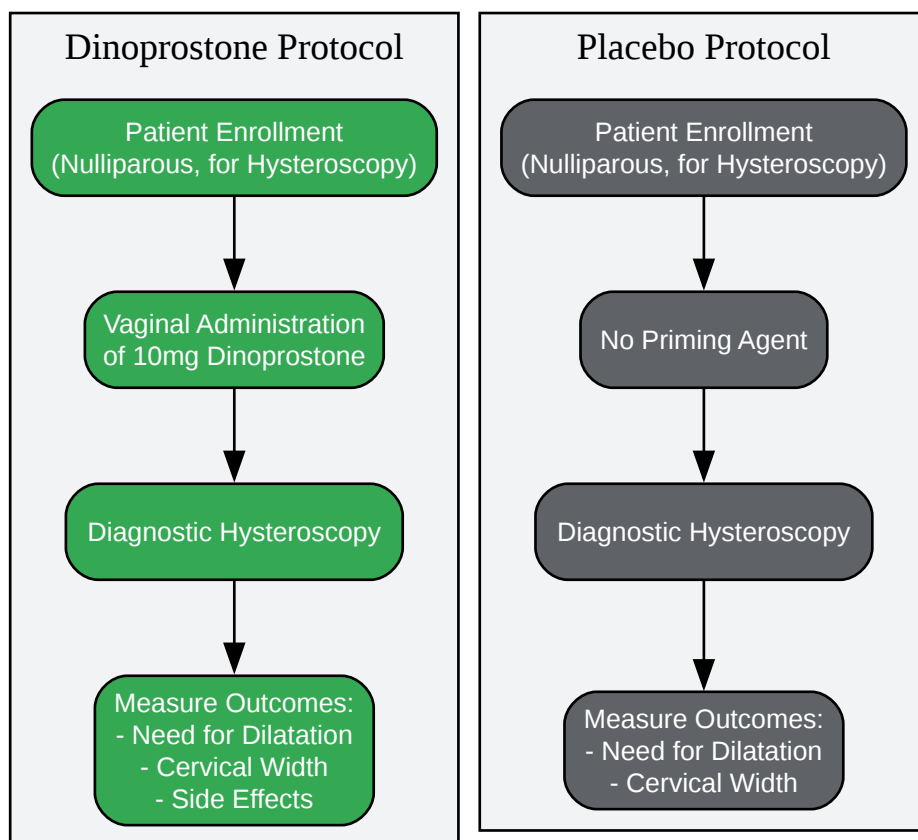 Dinoprostone Protocol
Patient Enrollment
(Nulliparous, for Hysteroscopy)
Vaginal Administration
of 10mg Dinoprostone
Diagnostic Hysteroscopy
Measure Outcomes:
- Need for Dilatation
- Cervical Width
- Side Effects
Placebo Protocol
Patient Enrollment
(Nulliparous, for Hysteroscopy)
No Priming Agent
Diagnostic Hysteroscopy
Measure Outcomes:
- Need for Dilatation
- Cervical Width